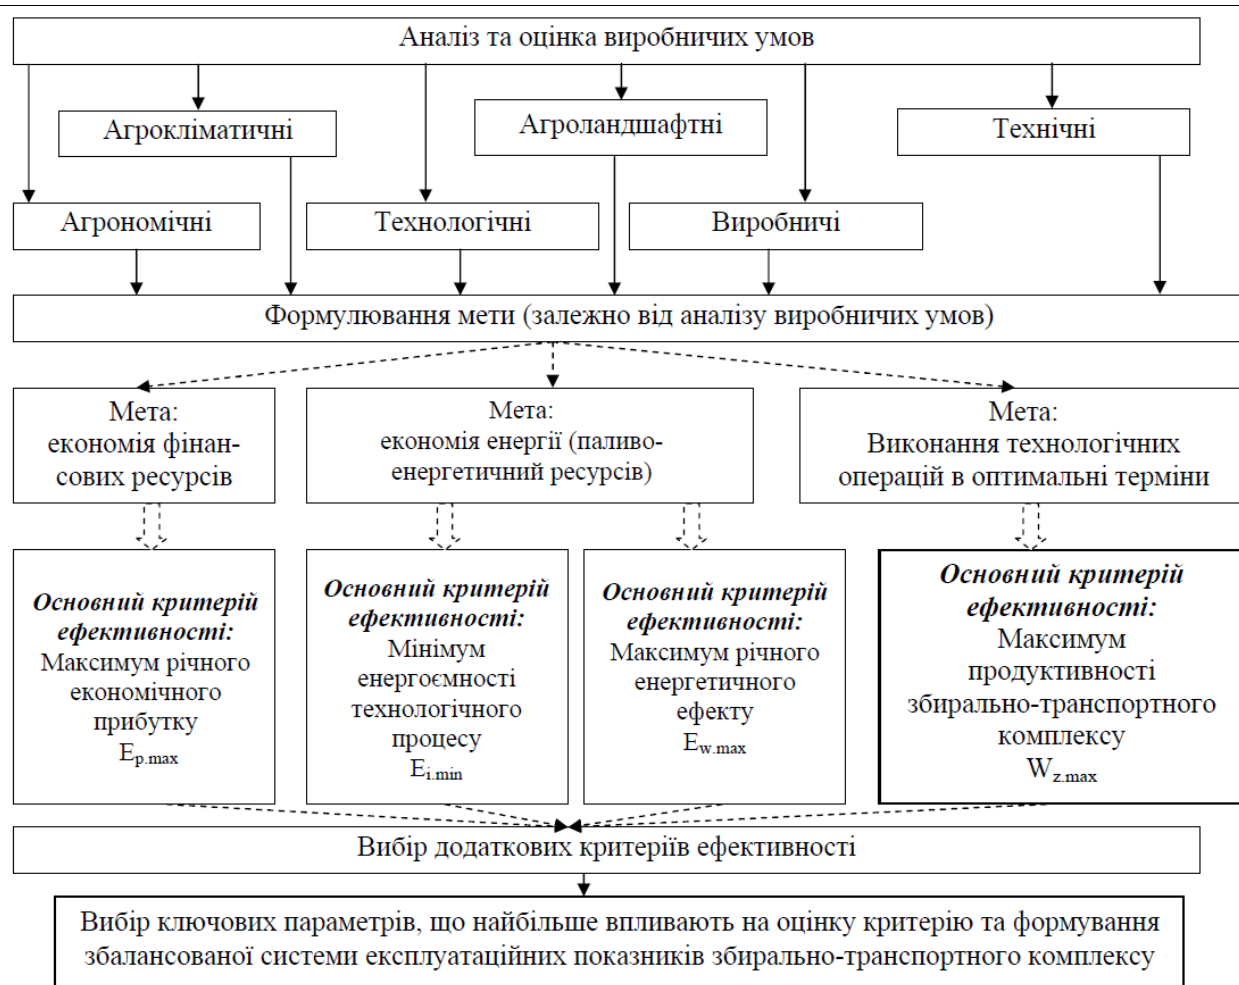 Аналіз та оцінка виробничих умов
Агрокліматичні
Агроландшафтні
Технічні
Агрономічні
Технологічні
Виробничі
Формулювання мети (залежно від аналізу виробничих умов)
Мета:
економія фінан-
сових ресурсів
Мета:
економія енергії (паливо-
енергетичний ресурсів)
Мета:
Виконання технологічних
операцій в оптимальні терміни
Основний критерій
ефективності:
Максимум річного
економічного
прибутку
E_p.max
Основний критерій
ефективності:
Мінімум
енергоємності
технологічного
процесу
E_i.min
Основний критерій
ефективності:
Максимум річного
енергетичного
ефекту
E_w.max
Основний критерій
ефективності:
Максимум
продуктивності
збирально-транспортного
комплексу
W_z.max
Вибір додаткових критеріїв ефективності
Вибір ключових параметрів, що найбільше впливають на оцінку критерію та формування
збалансованої системи експлуатаційних показників збирально-транспортного комплексу